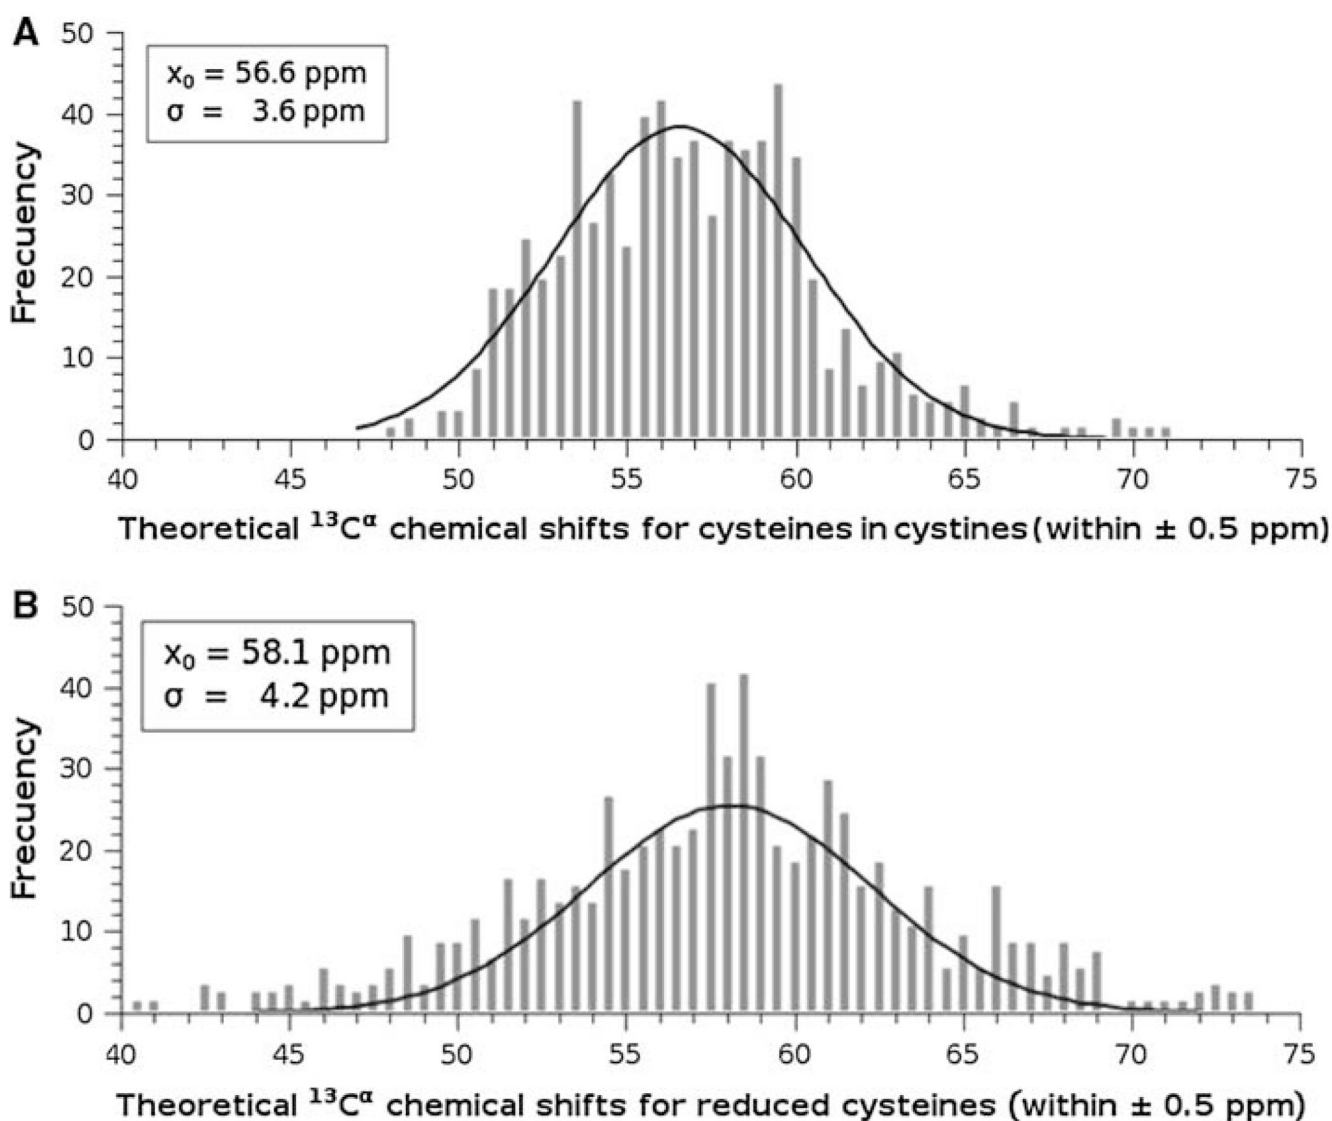 A
50
40
30
20
10
0
Frecuency
x₀ = 56.6 ppm
σ = 3.6 ppm
40 45 50 55 60 65 70 75
Theoretical ¹³Cᵅ chemical shifts for cysteines in cystines (within ± 0.5 ppm)
B
50
40
30
20
10
0
Frecuency
x₀ = 58.1 ppm
σ = 4.2 ppm
40 45 50 55 60 65 70 75
Theoretical ¹³Cᵅ chemical shifts for reduced cysteines (within ± 0.5 ppm)